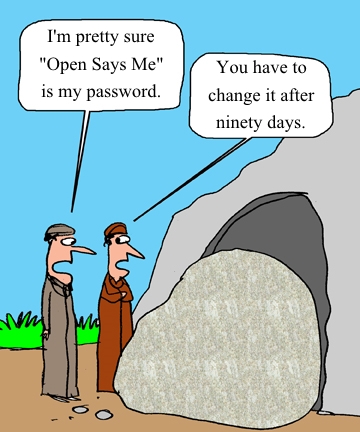 I'm pretty sure
"Open Says Me"
is my password.
You have to
change it after
ninety days.